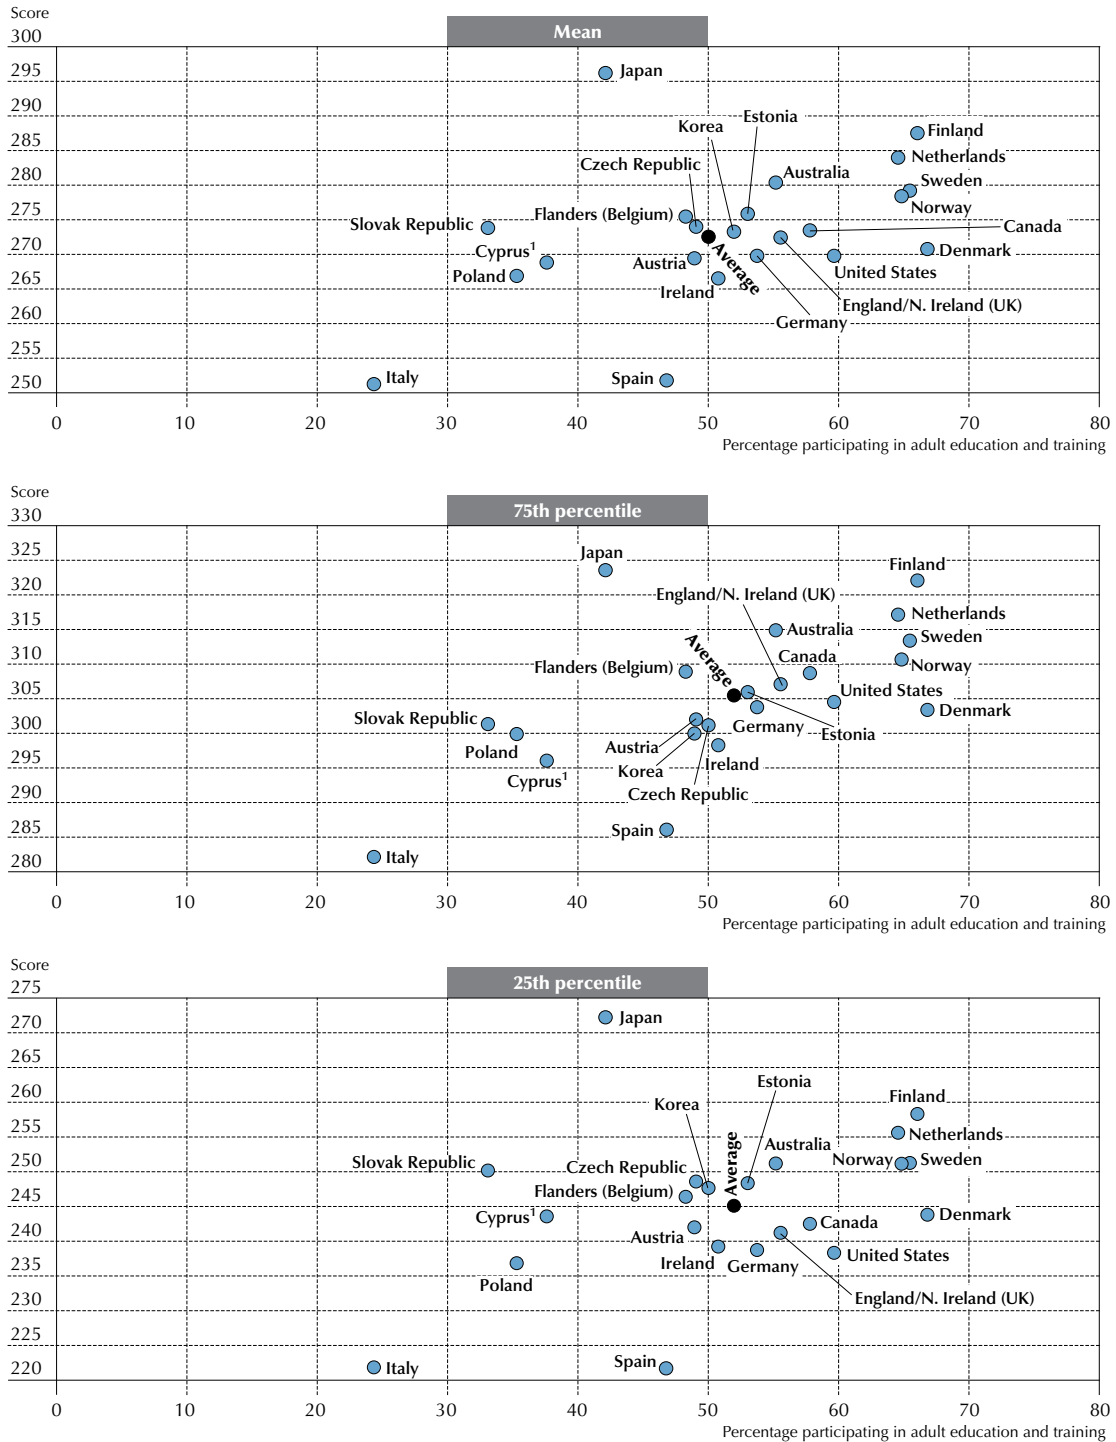 Score
Mean
300
295
290
285
280
275
270
265
260
255
250
Japan
Estonia
Korea
Finland
Netherlands
Czech Republic
Australia
Sweden
Norway
Flanders (Belgium)
Slovak Republic
Canada
Cyprus¹
Average
Denmark
Austria
Poland
United States
Ireland
England/N. Ireland (UK)
Germany
Italy
Spain
0 10 20 30 40 50 60 70 80
Percentage participating in adult education and training
Score
75th percentile
330
325
320
315
310
305
300
295
290
285
280
Japan
Finland
England/N. Ireland (UK)
Netherlands
Australia
Sweden
Average
Canada
Flanders (Belgium)
Norway
United States
Denmark
Slovak Republic
Germany
Estonia
Poland
Austria
Ireland
Korea
Cyprus¹
Czech Republic
Spain
Italy
0 10 20 30 40 50 60 70 80
Percentage participating in adult education and training
Score
25th percentile
275
270
265
260
255
250
245
240
235
230
225
220
Japan
Estonia
Finland
Korea
Netherlands
Average
Australia
Norway
Sweden
Slovak Republic
Czech Republic
Flanders (Belgium)
Cyprus¹
Denmark
Canada
Austria
United States
Ireland
Germany
Poland
England/N. Ireland (UK)
Italy
Spain
0 10 20 30 40 50 60 70 80
Percentage participating in adult education and training